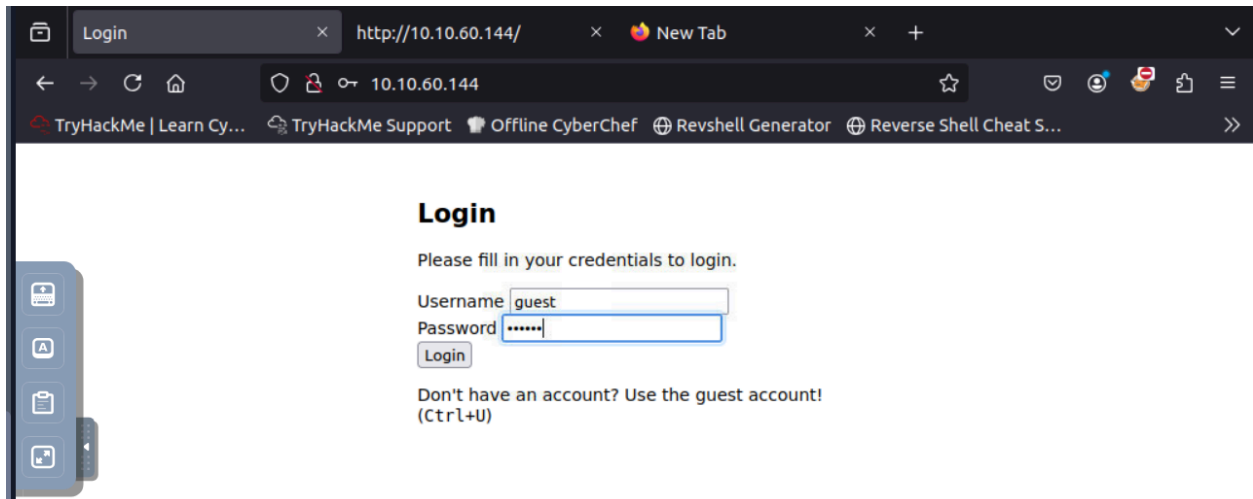 Login
http://10.10.60.144/
New Tab
10.10.60.144
TryHackMe | Learn Cy...
TryHackMe Support
Offline CyberChef
Revshell Generator
Reverse Shell Cheat S...
Login
Please fill in your credentials to login.
Username guest
Password ••••••
Login
Don't have an account? Use the guest account!
(Ctrl+U)